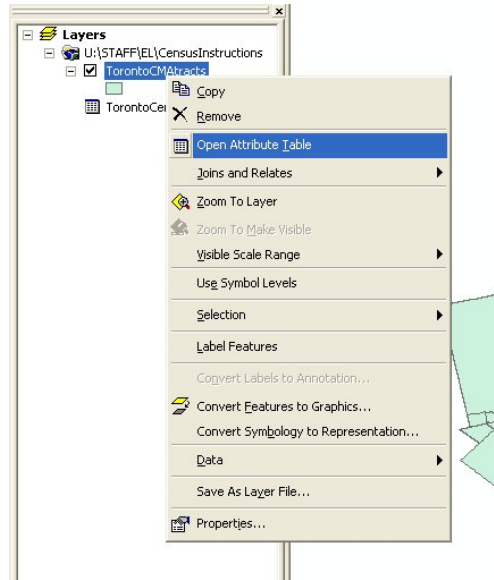 x
Layers
U:\STAFF\EL\CensusInstructions
TorontoCMAtracts
TorontoCe
Copy
Remove
Open Attribute Table
Joins and Relates
Zoom To Layer
Zoom To Make Visible
Visible Scale Range
Use Symbol Levels
Selection
Label Features
Convert Labels to Annotation...
Convert Features to Graphics...
Convert Symbology to Representation...
Data
Save As Layer File...
Properties...